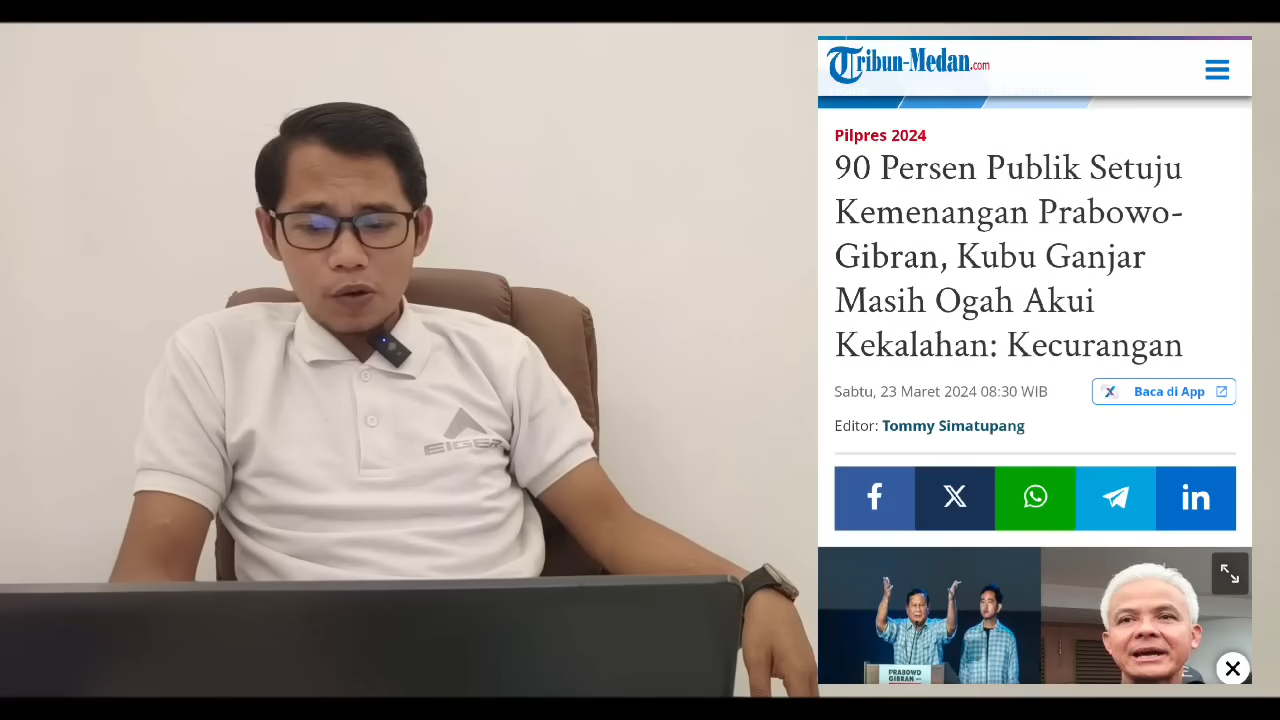 Tribun-Medan.com
Pilpres 2024
90 Persen Publik Setuju
Kemenangan Prabowo-
Gibran, Kubu Ganjar
Masih Ogah Akui
Kekalahan: Kecurangan
Sabtu, 23 Maret 2024 08:30 WIB
Baca di App
Editor: Tommy Simatupang
EIGER
PRABOWO
GIBRAN